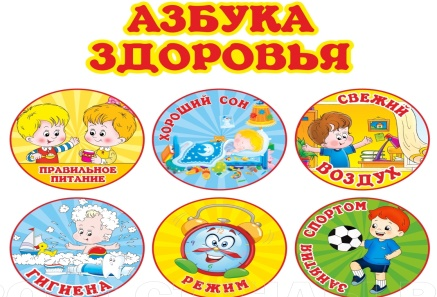 АЗБУКА
ЗДОРОВЬЯ
ПРАВИЛЬНОЕ
ПИТАНИЕ
ХОРОШИЙ СОН
СВЕЖИЙ
ВОЗДУХ
ГИГИЕНА
РЕЖИМ
ЗАНЯТИЯ
СПОРТОМ